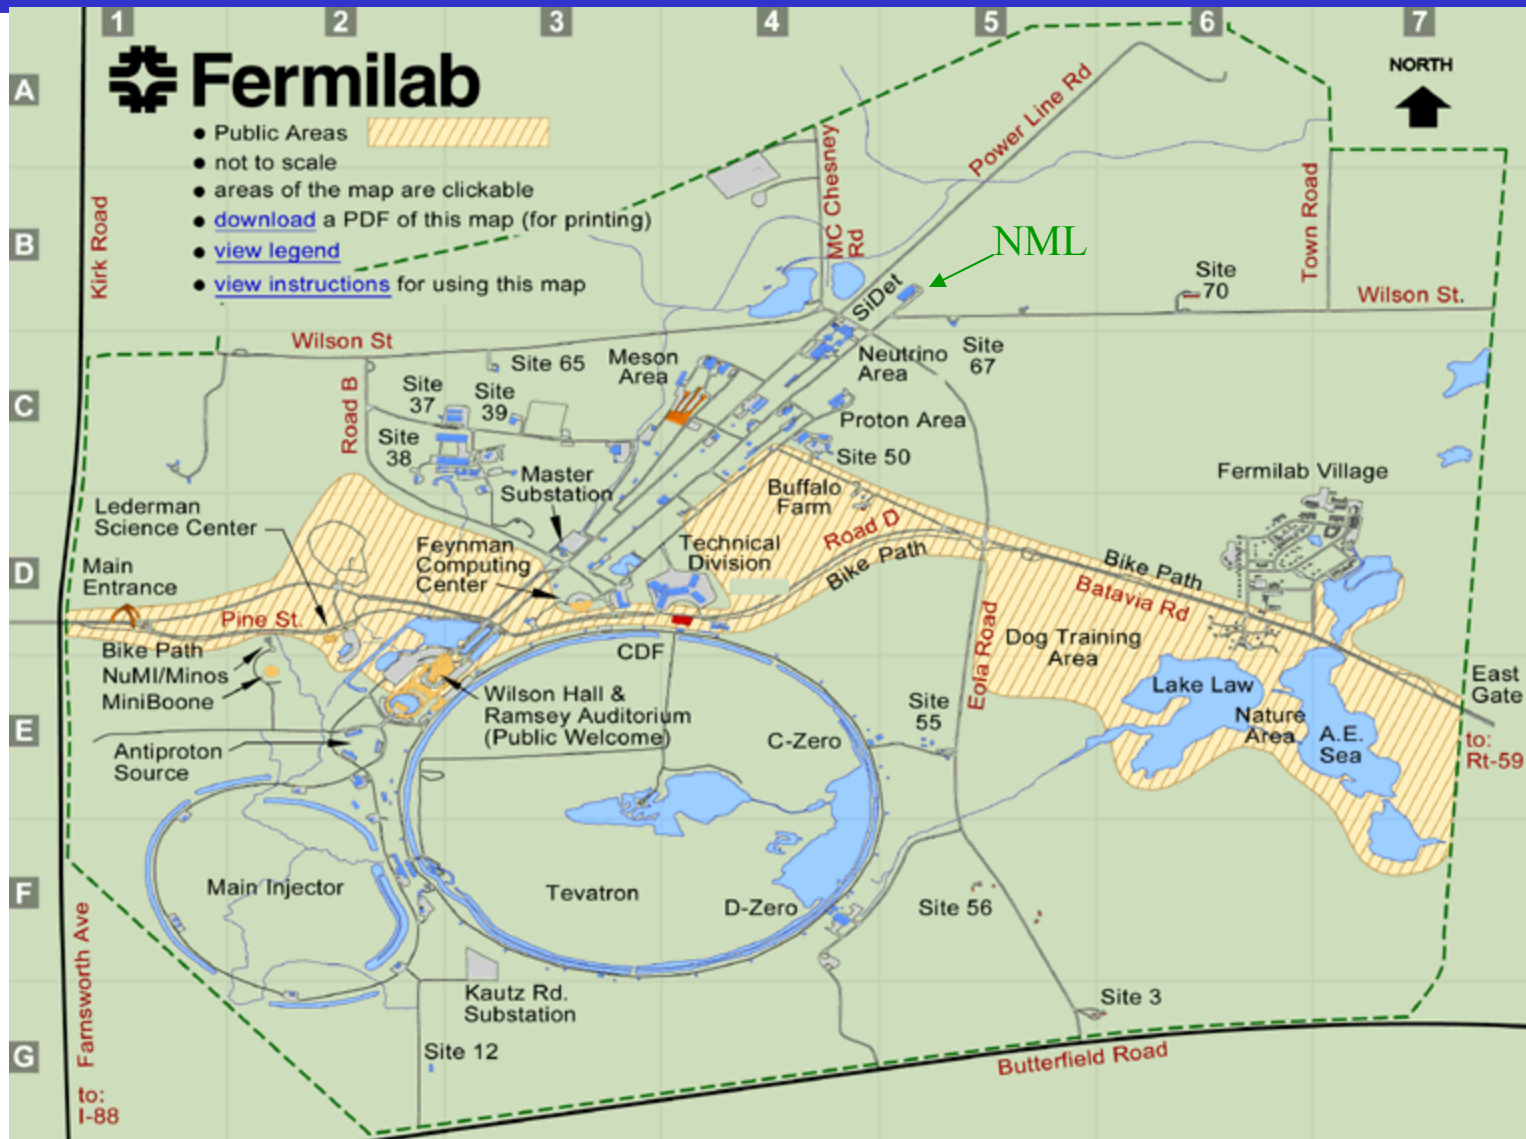 1 2 3 4 5 6 7
A
B
C
D
E
F
G
Fermilab
Public Areas
not to scale
areas of the map are clickable
download a PDF of this map (for printing)
view legend
view instructions for using this map
NORTH
Kirk Road
MC Chesney
Rd
Power Line Rd
Town Road
NML
SiDet
Site
70
Wilson St.
Wilson St
Site 65
Meson
Area
Neutrino
Area
Site
67
Road B
Site
37
Site
39
Site
38
Proton Area
Site 50
Master
Substation
Buffalo
Farm
Fermilab Village
Lederman
Science Center
Road D
Main
Entrance
Feynman
Computing
Center
Technical
Division
Bike Path
Bike Path
Batavia Rd
Pine St.
Bike Path
NuMI/Minos
MiniBoone
CDF
Eola Road
Dog Training
Area
Wilson Hall &
Ramsey Auditorium
(Public Welcome)
Site
55
Lake Law
Nature
Area
A.E.
Sea
East
Gate
to:
Rt-59
Antiproton
Source
C-Zero
Main Injector
Tevatron
D-Zero
Site 56
Farnsworth Ave
Kautz Rd.
Substation
Site 3
Site 12
Butterfield Road
to:
I-88